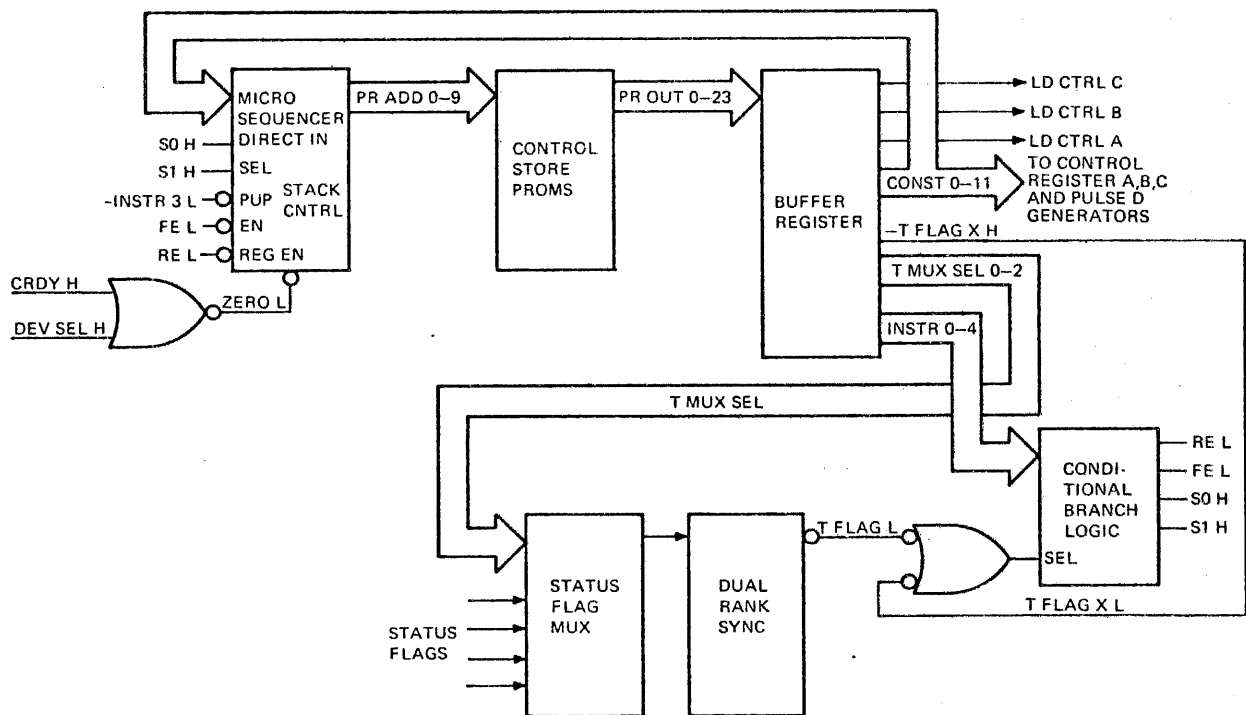 MICRO
SEQUENCER
DIRECT IN
SEL
STACK
PUP CNTRL
EN
REG EN
S0 H
S1 H
-INSTR 3 L
FE L
RE L
CRDY H
DEV SEL H
ZERO L
PR ADD 0-9
CONTROL
STORE
PROMS
PR OUT 0-23
BUFFER
REGISTER
LD CTRL C
LD CTRL B
LD CTRL A
CONST 0-11
TO CONTROL
REGISTER A,B,C
AND PULSE D
GENERATORS
-T FLAG X H
T MUX SEL 0-2
INSTR 0-4
T MUX SEL
STATUS
FLAGS
STATUS
FLAG
MUX
DUAL
RANK
SYNC
T FLAG L
T FLAG X L
SEL
CONDI-
TIONAL
BRANCH
LOGIC
RE L
FE L
S0 H
S1 H